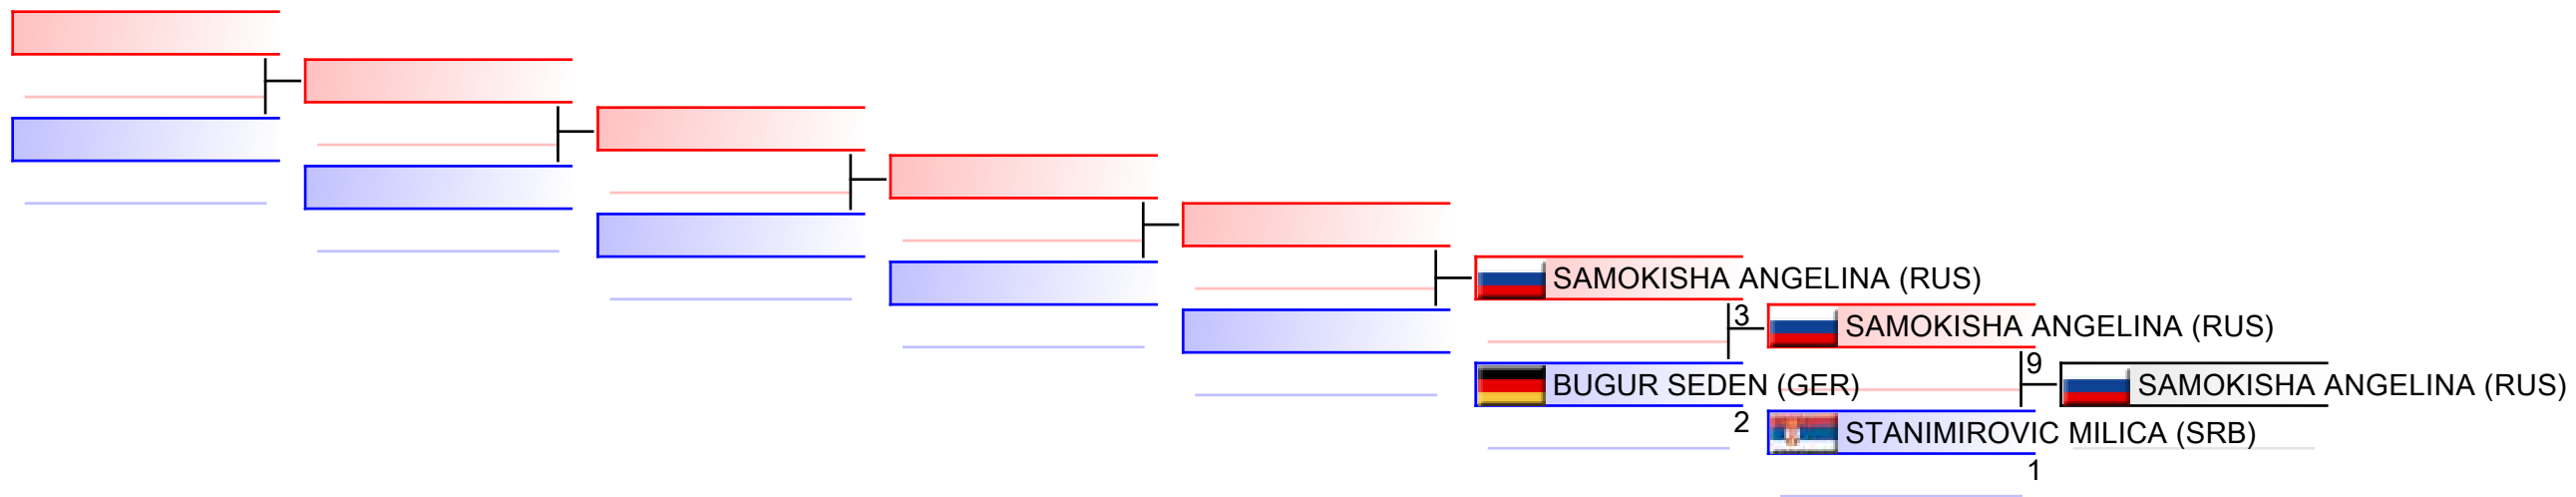 SAMOKISHA ANGELINA (RUS)
3
SAMOKISHA ANGELINA (RUS)
9
BUGUR SEDEN (GER)
SAMOKISHA ANGELINA (RUS)
2
STANIMIROVIC MILICA (SRB)
1